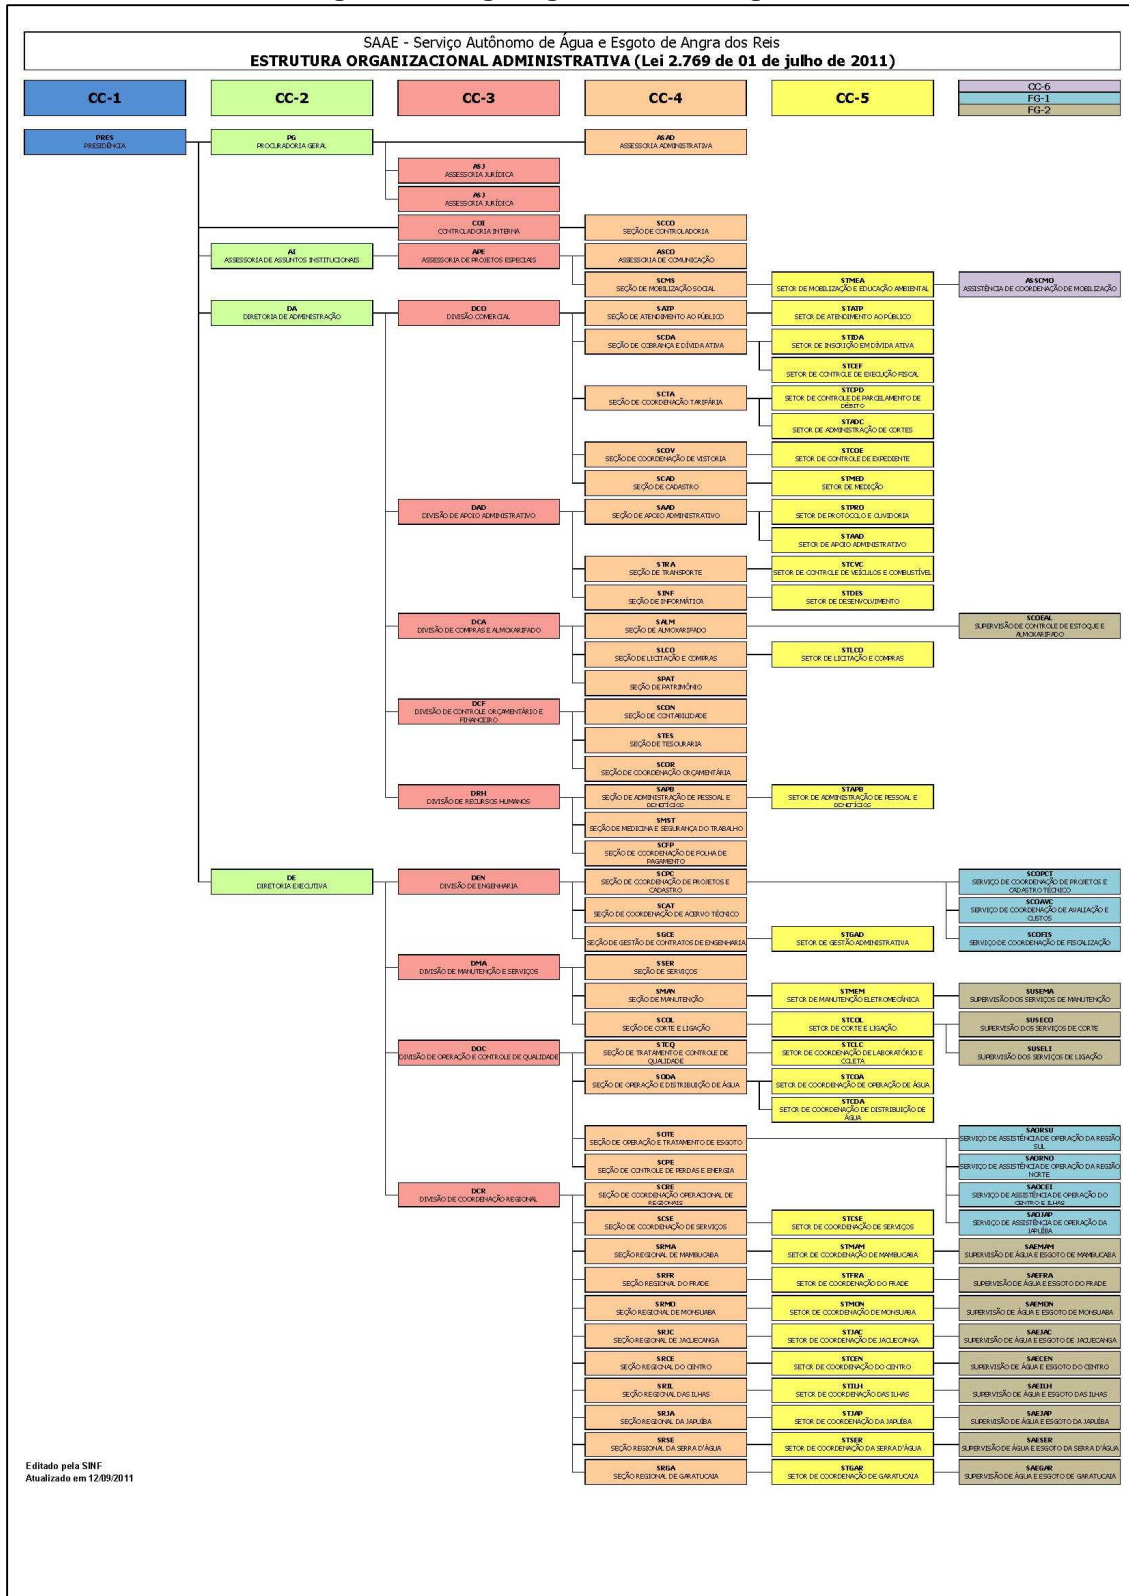 SAAE - Serviço Autônomo de Água e Esgoto de Angra dos Reis
ESTRUTURA ORGANIZACIONAL ADMINISTRATIVA (Lei 2.769 de 01 de julho de 2011)
CC-1
CC-2
CC-3
CC-4
CC-5
CC-6
FG-1
FG-2
PRES
PRESIDÊNCIA
PG
PROCURADORIA GERAL
ASAD
ASSESSORIA ADMINISTRATIVA
ASJ
ASSESSORIA JURÍDICA
ASJ
ASSESSORIA JURÍDICA
COI
CONTROLADORIA INTERNA
SCCO
SEÇÃO DE CONTROLADORIA
AI
ASSESSORIA DE ASSUNTOS INSTITUCIONAIS
APE
ASSESSORIA DE PROJETOS ESPECIAIS
ASCO
ASSESSORIA DE COMUNICAÇÃO
SCMS
SEÇÃO DE MOBILIZAÇÃO SOCIAL
STMEA
SETOR DE MOBILIZAÇÃO E EDUCAÇÃO AMBIENTAL
ASSCMO
ASSISTÊNCIA DE COORDENAÇÃO DE MOBILIZAÇÃO
DA
DIRETORIA DE ADMINISTRAÇÃO
DCO
DIVISÃO COMERCIAL
SATP
SEÇÃO DE ATENDIMENTO AO PÚBLICO
STATP
SETOR DE ATENDIMENTO AO PÚBLICO
SCDA
SEÇÃO DE COBRANÇA E DÍVIDA ATIVA
STIDA
SETOR DE INSCRIÇÃO EM DÍVIDA ATIVA
STCEF
SETOR DE CONTROLE DE EXECUÇÃO FISCAL
SCTA
SEÇÃO DE COORDENAÇÃO TARIFÁRIA
STCPD
SETOR DE CONTROLE DE PARCELAMENTO DE
DÉBITO
STADC
SETOR DE ADMINISTRAÇÃO DE CORTES
SCOV
SEÇÃO DE COORDENAÇÃO DE VISTORIA
STCOE
SETOR DE CONTROLE DE EXPEDIENTE
SCAD
SEÇÃO DE CADASTRO
STMED
SETOR DE MEDIÇÃO
DAD
DIVISÃO DE APOIO ADMINISTRATIVO
SAAD
SEÇÃO DE APOIO ADMINISTRATIVO
STPRO
SETOR DE PROTOCOLO E OUVIDORIA
STAAD
SETOR DE APOIO ADMINISTRATIVO
STRA
SEÇÃO DE TRANSPORTE
STCVC
SETOR DE CONTROLE DE VEÍCULOS E COMBUSTÍVEL
SINF
SEÇÃO DE INFORMÁTICA
STDES
SETOR DE DESENVOLVIMENTO
DCA
DIVISÃO DE COMPRAS E ALMOXARIFADO
SALM
SEÇÃO DE ALMOXARIFADO
SCOEAL
SUPERVISÃO DE CONTROLE DE ESTOQUE E
ALMOXARIFADO
SLCO
SEÇÃO DE LICITAÇÃO E COMPRAS
STLCO
SETOR DE LICITAÇÃO E COMPRAS
SPAT
SEÇÃO DE PATRIMÔNIO
DCF
DIVISÃO DE CONTROLE ORÇAMENTÁRIO E
FINANCEIRO
SCON
SEÇÃO DE CONTABILIDADE
STES
SEÇÃO DE TESOURARIA
SCOR
SEÇÃO DE COORDENAÇÃO ORÇAMENTÁRIA
DRH
DIVISÃO DE RECURSOS HUMANOS
SAPB
SEÇÃO DE ADMINISTRAÇÃO DE PESSOAL E
BENEFÍCIOS
STAPB
SETOR DE ADMINISTRAÇÃO DE PESSOAL E
BENEFÍCIOS
SMST
SEÇÃO DE MEDICINA E SEGURANÇA DO TRABALHO
SCFP
SEÇÃO DE COORDENAÇÃO DE FOLHA DE
PAGAMENTO
DE
DIRETORIA EXECUTIVA
DEN
DIVISÃO DE ENGENHARIA
SCPC
SEÇÃO DE COORDENAÇÃO DE PROJETOS E
CADASTRO
SCOPCT
SERVIÇO DE COORDENAÇÃO DE PROJETOS E
CADASTRO TÉCNICO
SCAT
SEÇÃO DE COORDENAÇÃO DE ACERVO TÉCNICO
SCOAVC
SERVIÇO DE COORDENAÇÃO DE AVALIAÇÃO E
CUSTOS
SGCE
SEÇÃO DE GESTÃO DE CONTRATOS DE ENGENHARIA
STGAD
SETOR DE GESTÃO ADMINISTRATIVA
SCOFIS
SERVIÇO DE COORDENAÇÃO DE FISCALIZAÇÃO
DMA
DIVISÃO DE MANUTENÇÃO E SERVIÇOS
SSER
SEÇÃO DE SERVIÇOS
SMAN
SEÇÃO DE MANUTENÇÃO
STMEM
SETOR DE MANUTENÇÃO ELETROMECÂNICA
SUSEMA
SUPERVISÃO DOS SERVIÇOS DE MANUTENÇÃO
SCOL
SEÇÃO DE CORTE E LIGAÇÃO
STCOL
SETOR DE CORTE E LIGAÇÃO
SUSECO
SUPERVISÃO DOS SERVIÇOS DE CORTE
DOC
DIVISÃO DE OPERAÇÃO E CONTROLE DE QUALIDADE
STCQ
SEÇÃO DE TRATAMENTO E CONTROLE DE
QUALIDADE
STCLC
SETOR DE COORDENAÇÃO DE LABORATÓRIO E
COLETA
SUSELI
SUPERVISÃO DOS SERVIÇOS DE LIGAÇÃO
SODA
SEÇÃO DE OPERAÇÃO E DISTRIBUIÇÃO DE ÁGUA
STCOA
SETOR DE COORDENAÇÃO DE OPERAÇÃO DE ÁGUA
STCDA
SETOR DE COORDENAÇÃO DE DISTRIBUIÇÃO DE
ÁGUA
SOTE
SEÇÃO DE OPERAÇÃO E TRATAMENTO DE ESGOTO
SAORSU
SERVIÇO DE ASSISTÊNCIA DE OPERAÇÃO DA REGIÃO
SUL
SCPE
SEÇÃO DE CONTROLE DE PERDAS E ENERGIA
SAORNO
SERVIÇO DE ASSISTÊNCIA DE OPERAÇÃO DA REGIÃO
NORTE
DCR
DIVISÃO DE COORDENAÇÃO REGIONAL
SCRE
SEÇÃO DE COORDENAÇÃO OPERACIONAL DE
REGIONAIS
SAOCEI
SERVIÇO DE ASSISTÊNCIA DE OPERAÇÃO DO
CENTRO E ILHAS
SCSE
SEÇÃO DE COORDENAÇÃO DE SERVIÇOS
STCSE
SETOR DE COORDENAÇÃO DE SERVIÇOS
SAOJAP
SERVIÇO DE ASSISTÊNCIA DE OPERAÇÃO DA
JAPUÍBA
SRMA
SEÇÃO REGIONAL DE MAMBUCABA
STMAM
SETOR DE COORDENAÇÃO DE MAMBUCABA
SAEMAM
SUPERVISÃO DE ÁGUA E ESGOTO DE MAMBUCABA
SRFR
SEÇÃO REGIONAL DO FRADE
STFRA
SETOR DE COORDENAÇÃO DO FRADE
SAEFRA
SUPERVISÃO DE ÁGUA E ESGOTO DO FRADE
SRMO
SEÇÃO REGIONAL DE MONSUABA
STMON
SETOR DE COORDENAÇÃO DE MONSUABA
SAEMON
SUPERVISÃO DE ÁGUA E ESGOTO DE MONSUABA
SRJC
SEÇÃO REGIONAL DE JACUECANGA
STJAC
SETOR DE COORDENAÇÃO DE JACUECANGA
SAEJAC
SUPERVISÃO DE ÁGUA E ESGOTO DE JACUECANGA
SRCE
SEÇÃO REGIONAL DO CENTRO
STCEN
SETOR DE COORDENAÇÃO DO CENTRO
SAECEN
SUPERVISÃO DE ÁGUA E ESGOTO DO CENTRO
SRIL
SEÇÃO REGIONAL DAS ILHAS
STILH
SETOR DE COORDENAÇÃO DAS ILHAS
SAEILH
SUPERVISÃO DE ÁGUA E ESGOTO DAS ILHAS
SRJA
SEÇÃO REGIONAL DA JAPUÍBA
STJAP
SETOR DE COORDENAÇÃO DA JAPUÍBA
SAEJAP
SUPERVISÃO DE ÁGUA E ESGOTO DA JAPUÍBA
SRSE
SEÇÃO REGIONAL DA SERRA D'ÁGUA
STSER
SETOR DE COORDENAÇÃO DA SERRA D'ÁGUA
SAESER
SUPERVISÃO DE ÁGUA E ESGOTO DA SERRA D'ÁGUA
SRGA
SEÇÃO REGIONAL DE GARATUCAIA
STGAR
SETOR DE COORDENAÇÃO DE GARATUCAIA
SAEGAR
SUPERVISÃO DE ÁGUA E ESGOTO DE GARATUCAIA
Editado pela SINF
Atualizado em 12/09/2011